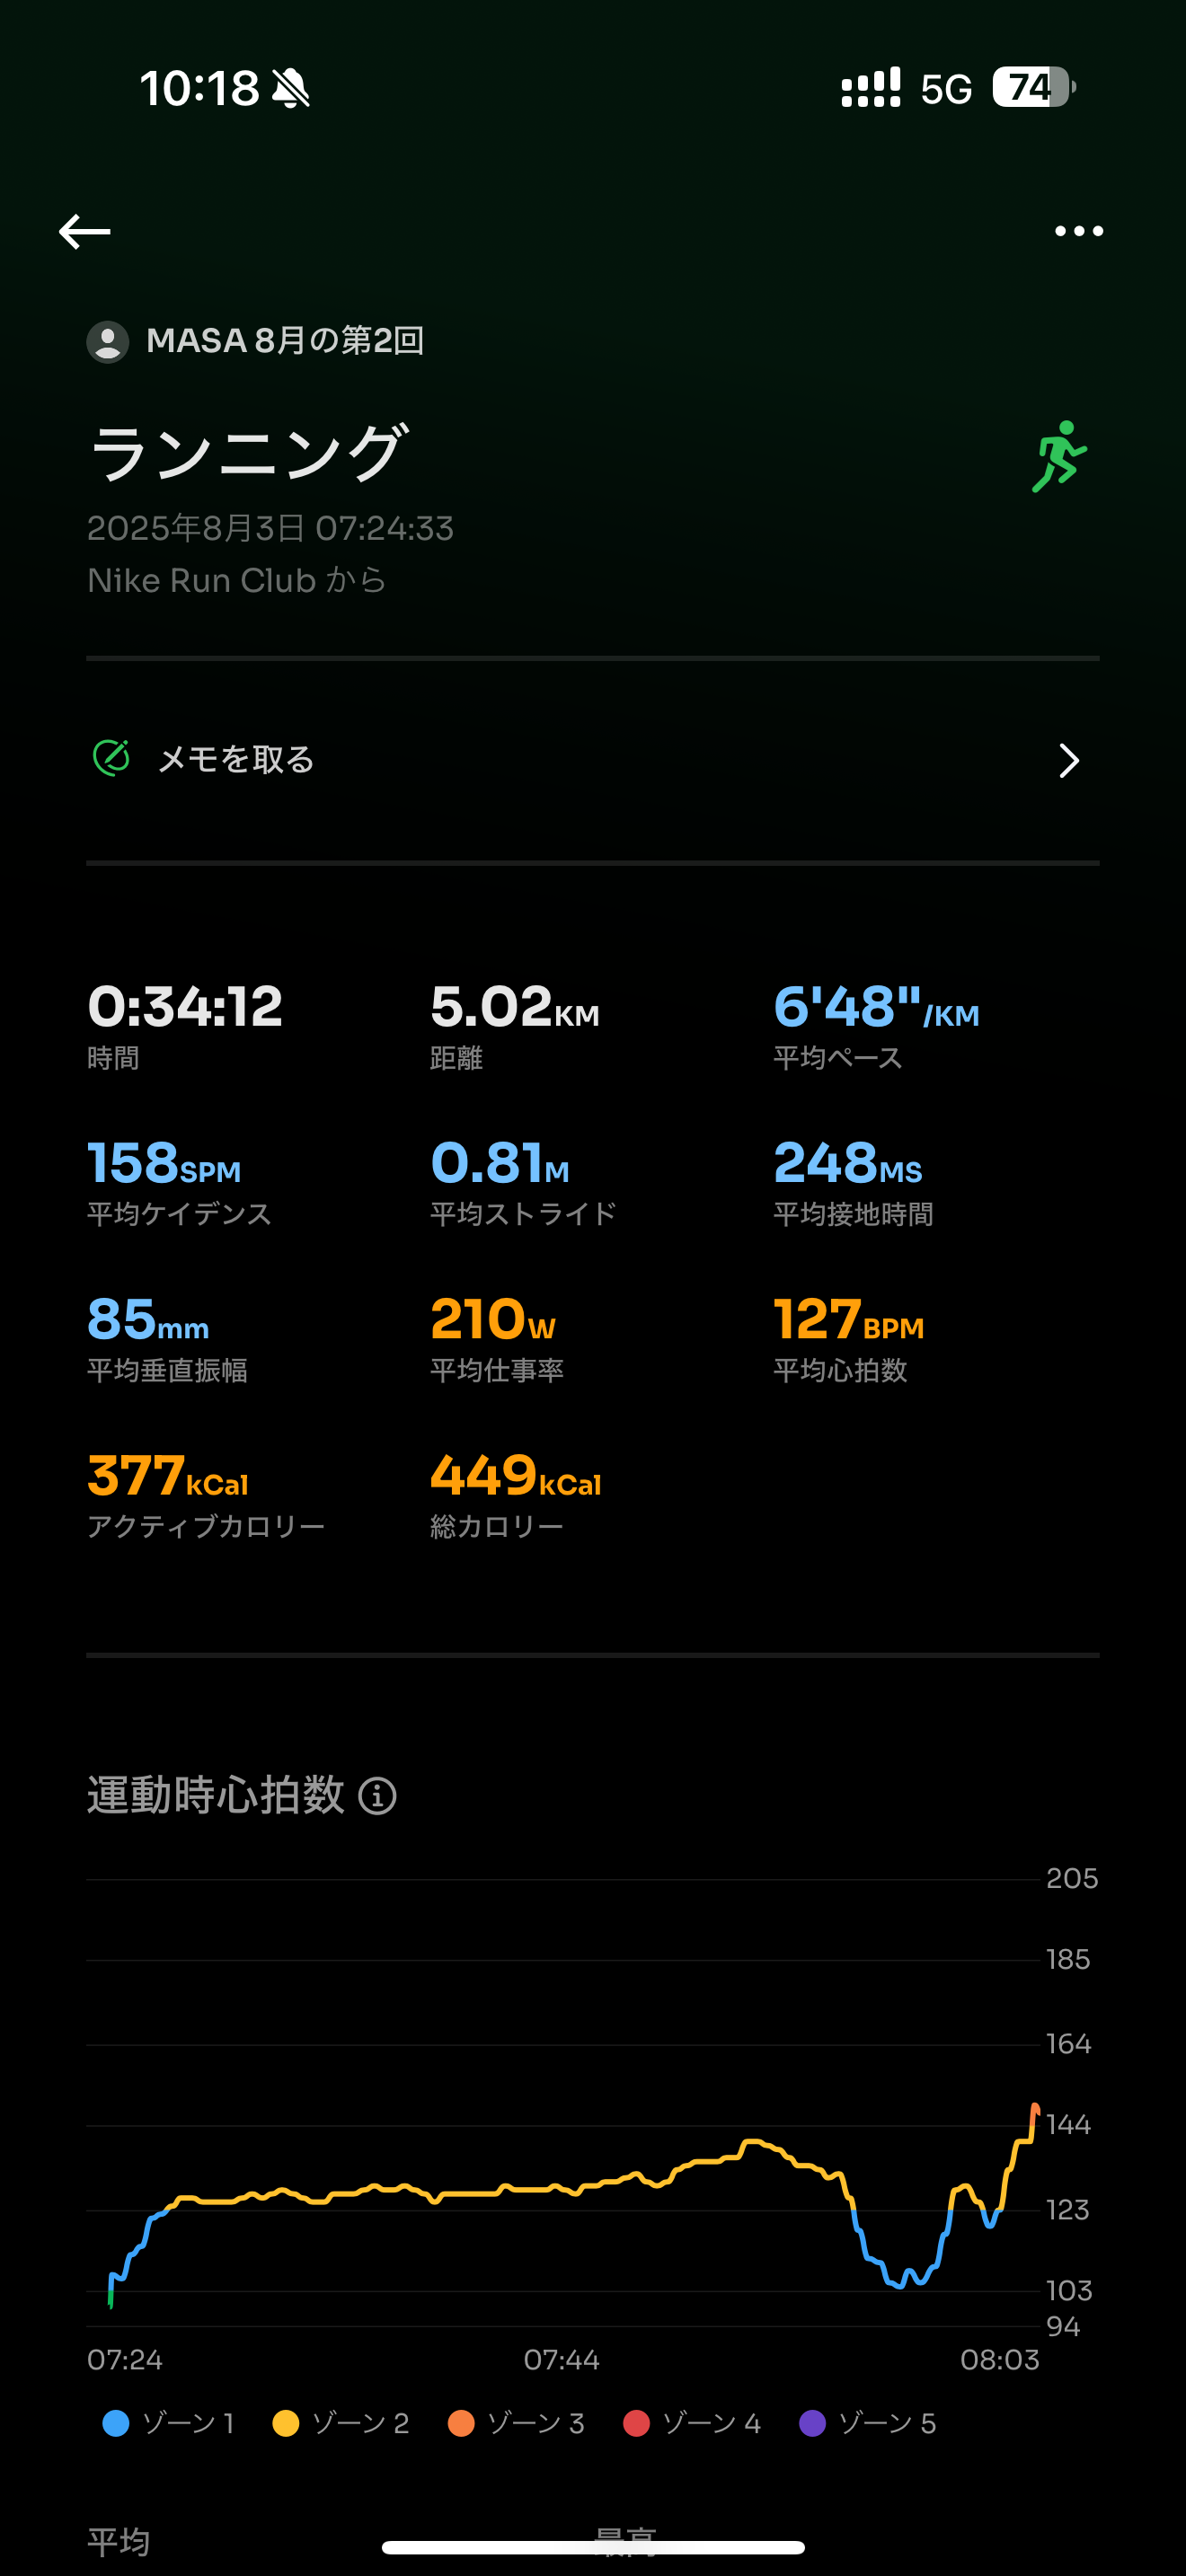 10:18 5G 74
MASA 8月の第2回
ランニング
2025年8月3日 07:24:33
Nike Run Club から
メモを取る
0:34:12 5.02KM 6'48"/KM
時間 距離 平均ペース
158SPM 0.81M 248MS
平均ケイデンス 平均ストライド 平均接地時間
85mm 210W 127BPM
平均垂直振幅 平均仕事率 平均心拍数
377kCal 449kCal
アクティブカロリー 総カロリー
運動時心拍数
205
185
164
144
123
103
94
07:24 07:44 08:03
ゾーン 1 ゾーン 2 ゾーン 3 ゾーン 4 ゾーン 5
平均 最高